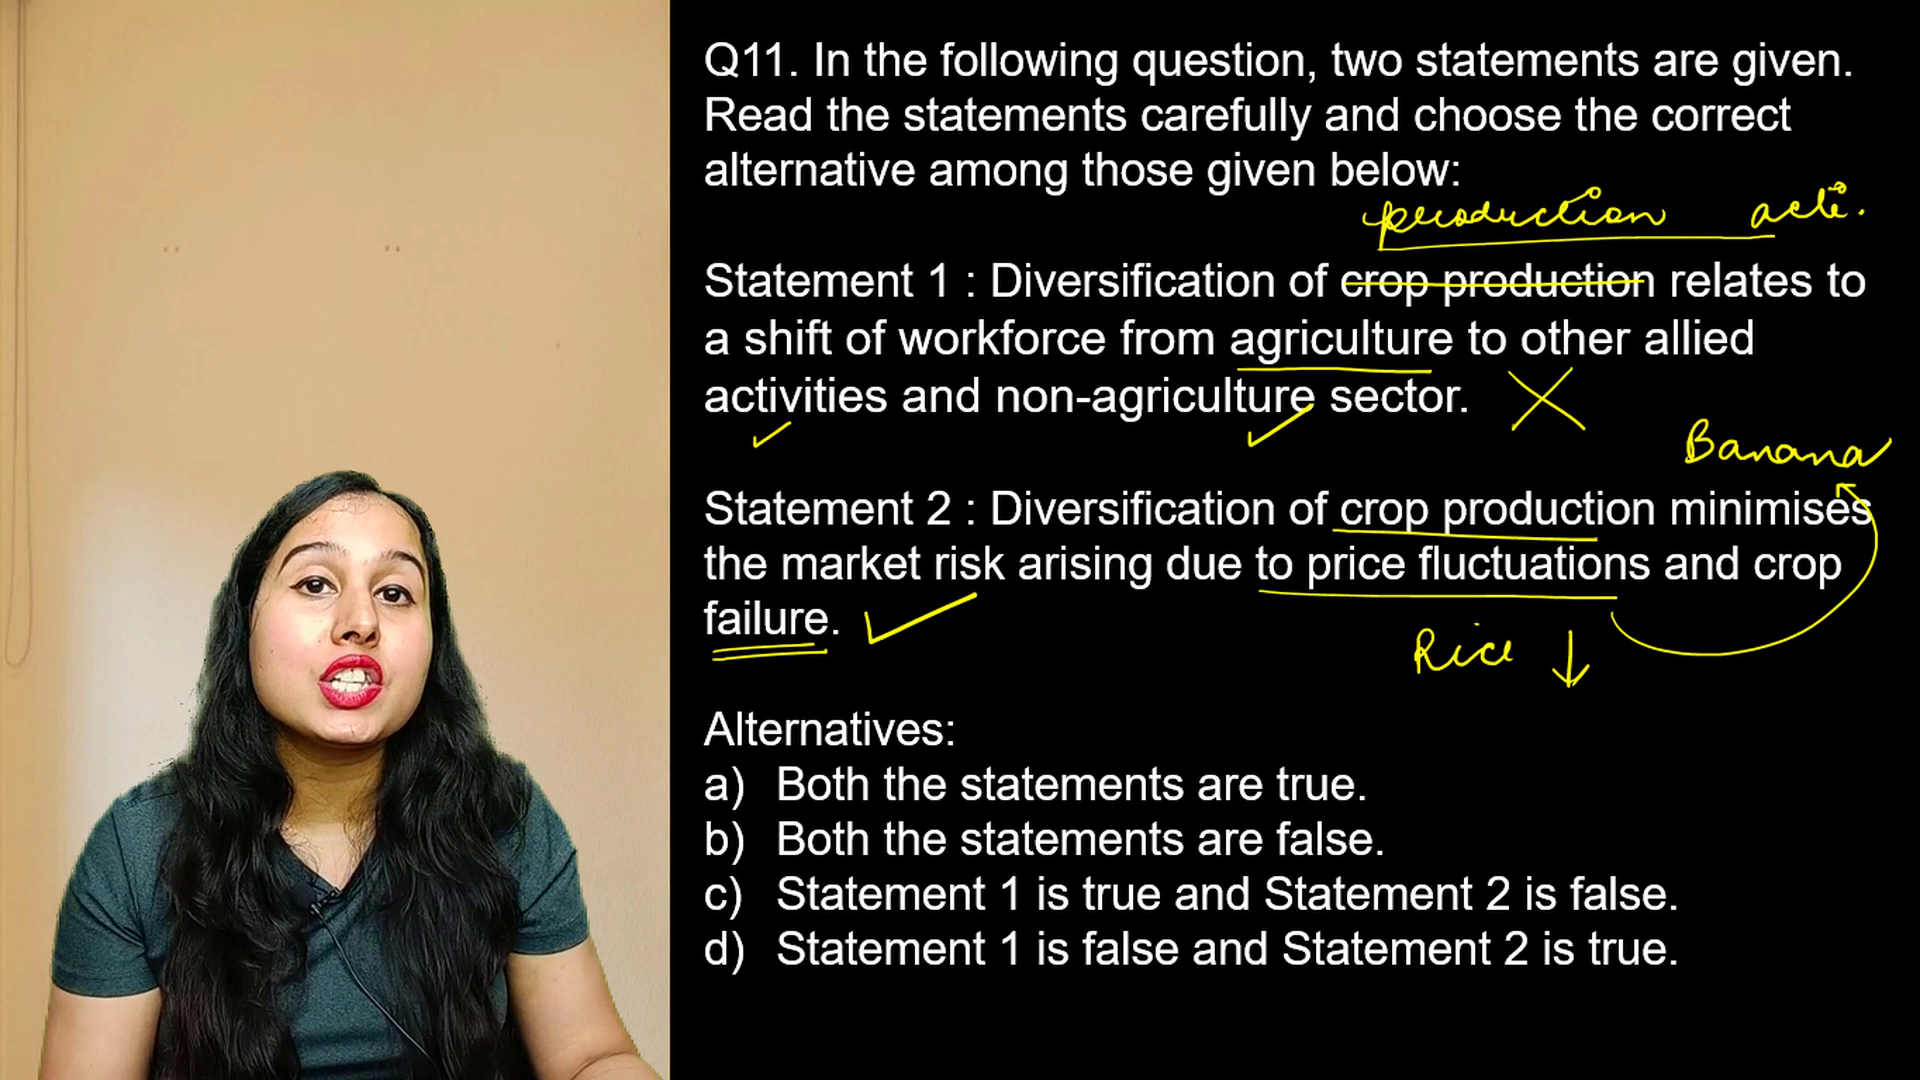 Q11. In the following question, two statements are given.
Read the statements carefully and choose the correct
alternative among those given below:
production acti.
Statement 1 : Diversification of crop production relates to
a shift of workforce from agriculture to other allied
activities and non-agriculture sector.
Banana
Statement 2 : Diversification of crop production minimises
the market risk arising due to price fluctuations and crop
failure.
Rice ↓
Alternatives:
a) Both the statements are true.
b) Both the statements are false.
c) Statement 1 is true and Statement 2 is false.
d) Statement 1 is false and Statement 2 is true.